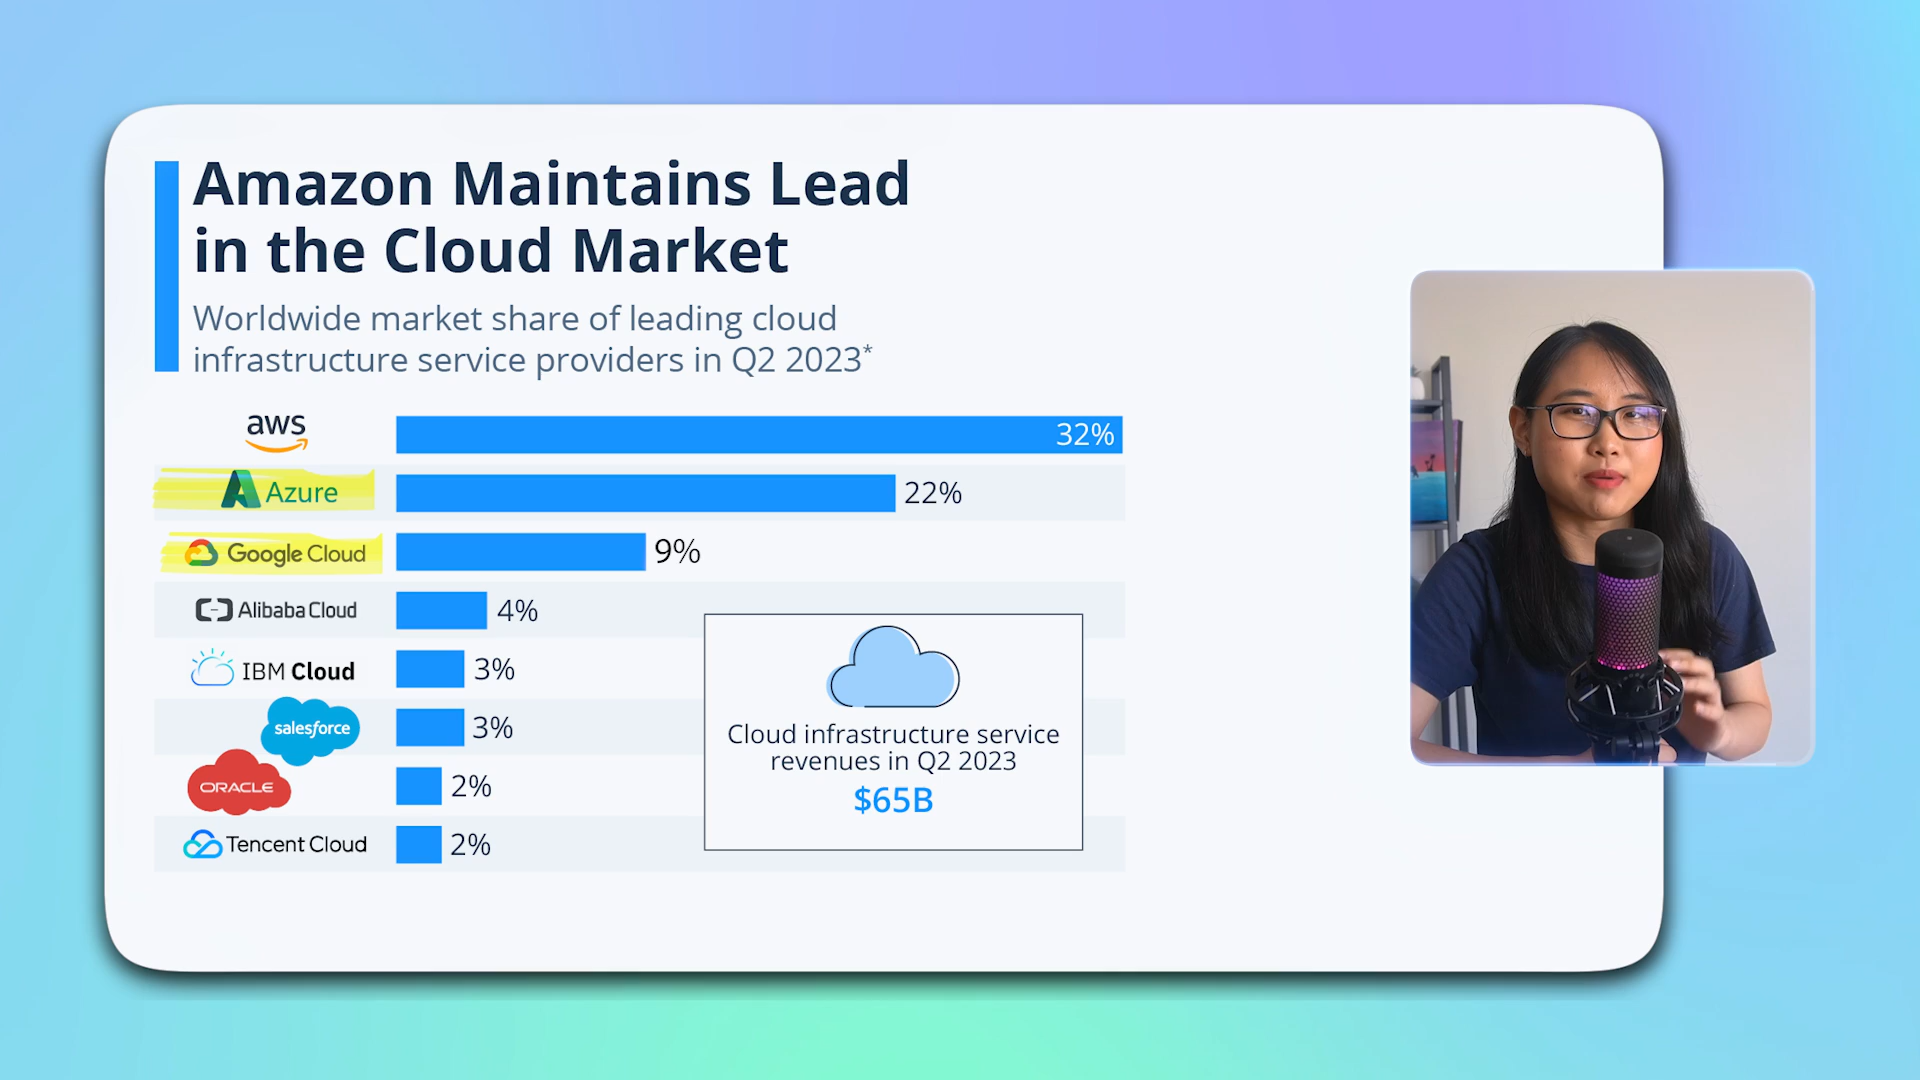 Amazon Maintains Lead
in the Cloud Market
Worldwide market share of leading cloud
infrastructure service providers in Q2 2023*
aws
32%
Azure
22%
Google Cloud
9%
Alibaba Cloud
4%
IBM Cloud
3%
salesforce
3%
ORACLE
2%
Tencent Cloud
2%
Cloud infrastructure service
revenues in Q2 2023
$65B